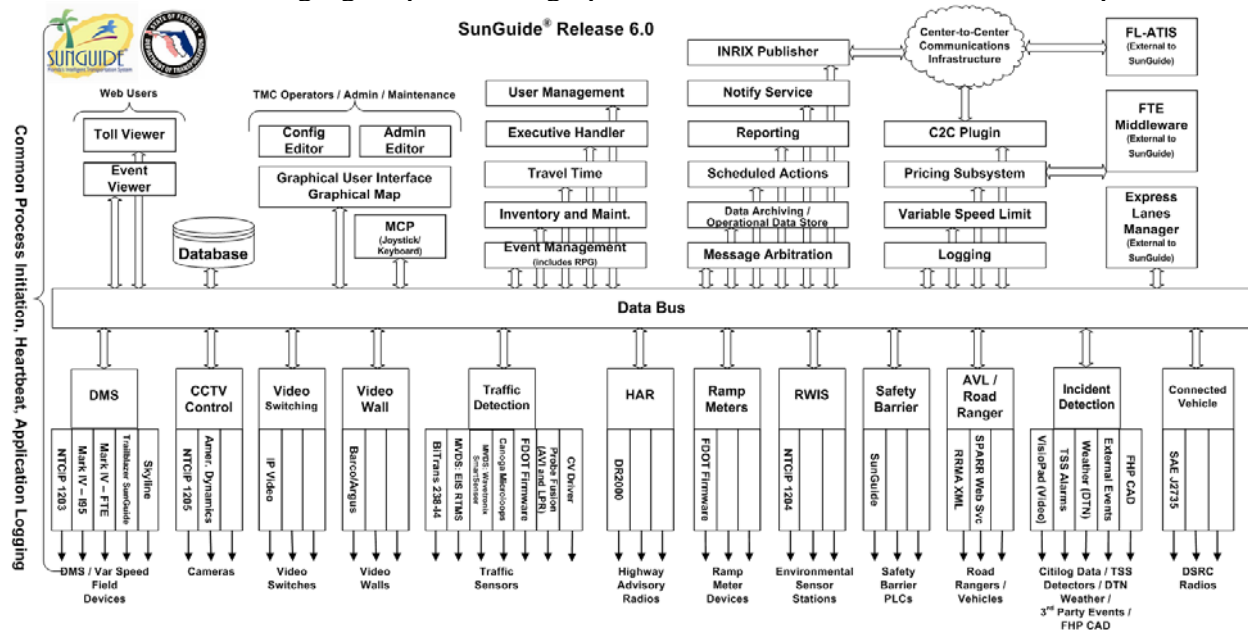 SunGuide® Release 6.0
SUNGUIDE
Florida's Intelligent Transportation System
Common Process Initiation, Heartbeat, Application Logging
Web Users
Toll Viewer
Event
Viewer
Database
TMC Operators / Admin / Maintenance
Config
Editor
Admin
Editor
Graphical User Interface
Graphical Map
MCP
(Joystick/
Keyboard)
User Management
Executive Handler
Travel Time
Inventory and Maint.
Event Management
(includes RPG)
INRIX Publisher
Notify Service
Reporting
Scheduled Actions
Data Archiving /
Operational Data Store
Message Arbitration
Center-to-Center
Communications
Infrastructure
C2C Plugin
Pricing Subsystem
Variable Speed Limit
Logging
FL-ATIS
(External to
SunGuide)
FTE
Middleware
(External to
SunGuide)
Express
Lanes
Manager
(External to
SunGuide)
Data Bus
DMS
NTCIP 1203
Mark IV – I95
Mark IV – FTE
Trailblazer SunGuide
Skyline
DMS / Var Speed
Field
Devices
CCTV
Control
NTCIP 1205
Amer. Dynamics
Cameras
Video
Switching
IP Video
Video
Switches
Video
Wall
Barco/Argus
Video
Walls
Traffic
Detection
BiTrans 238-I4
MVDS: EIS RTMS
MVDS: Wavetronix
SmartSensor
Canoga Microloops
FDOT Firmware
Probe Fusion
(AVI and LPR)
CV Driver
Traffic
Sensors
HAR
DR2000
Highway
Advisory
Radios
Ramp
Meters
FDOT Firmware
Ramp
Meter
Devices
RWIS
NTCIP 1204
Environmental
Sensor
Stations
Safety
Barrier
SunGuide
Safety
Barrier
PLCs
AVL /
Road
Ranger
RRMA XML
SPARR Web Svc
Road
Rangers /
Vehicles
Incident
Detection
VisioPad (Video)
TSS Alarms
Weather (DTN)
External Events
FHP CAD
Citilog Data / TSS
Detectors / DTN
Weather /
3rd Party Events /
FHP CAD
Connected
Vehicle
SAE J2735
DSRC
Radios